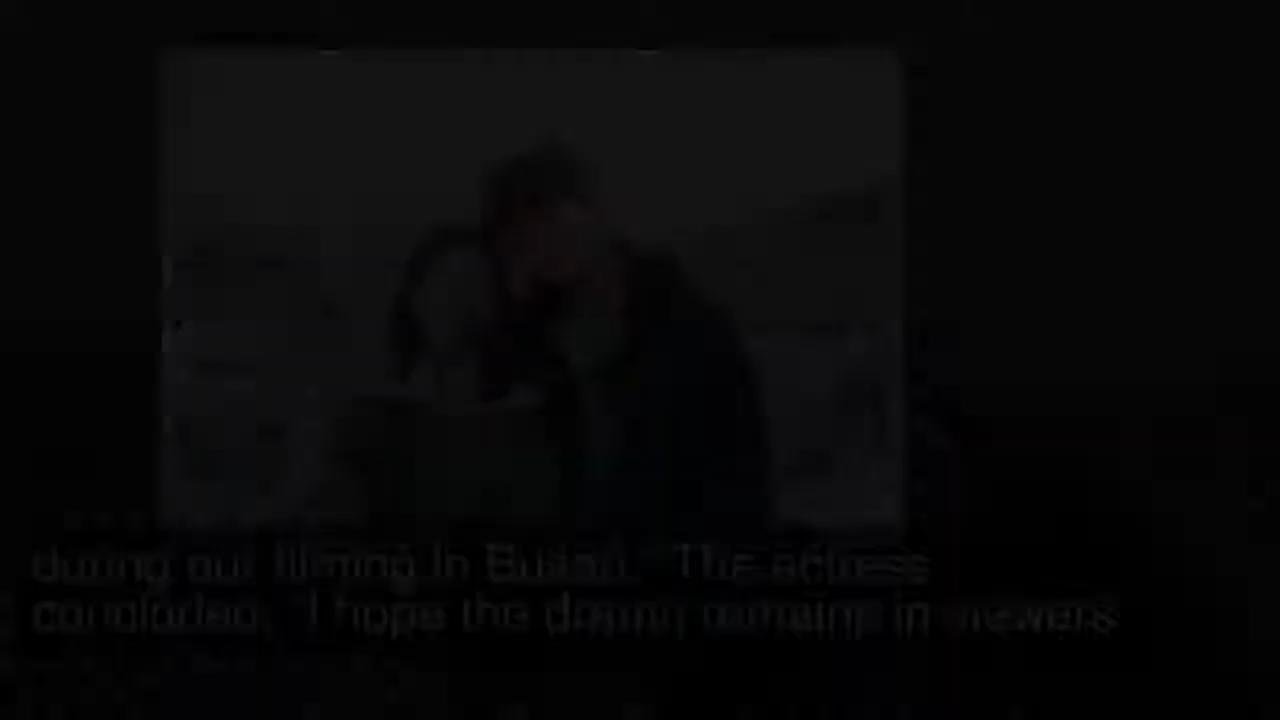 during our filming in Busan. The actress
concluded, "I hope the drama remains in viewers